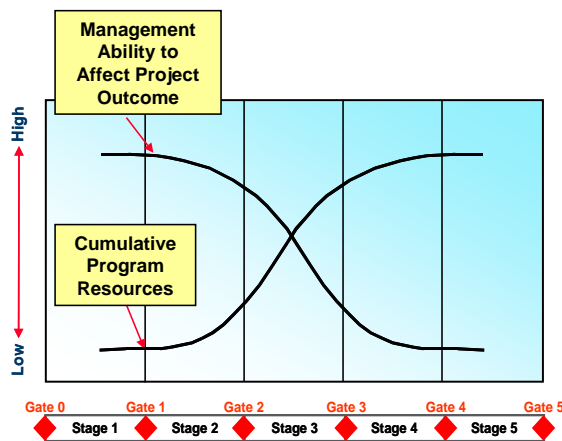 Management
Ability to
Affect Project
Outcome
High
Cumulative
Program
Resources
Low
Gate 0 Gate 1 Gate 2 Gate 3 Gate 4 Gate 5
Stage 1 Stage 2 Stage 3 Stage 4 Stage 5